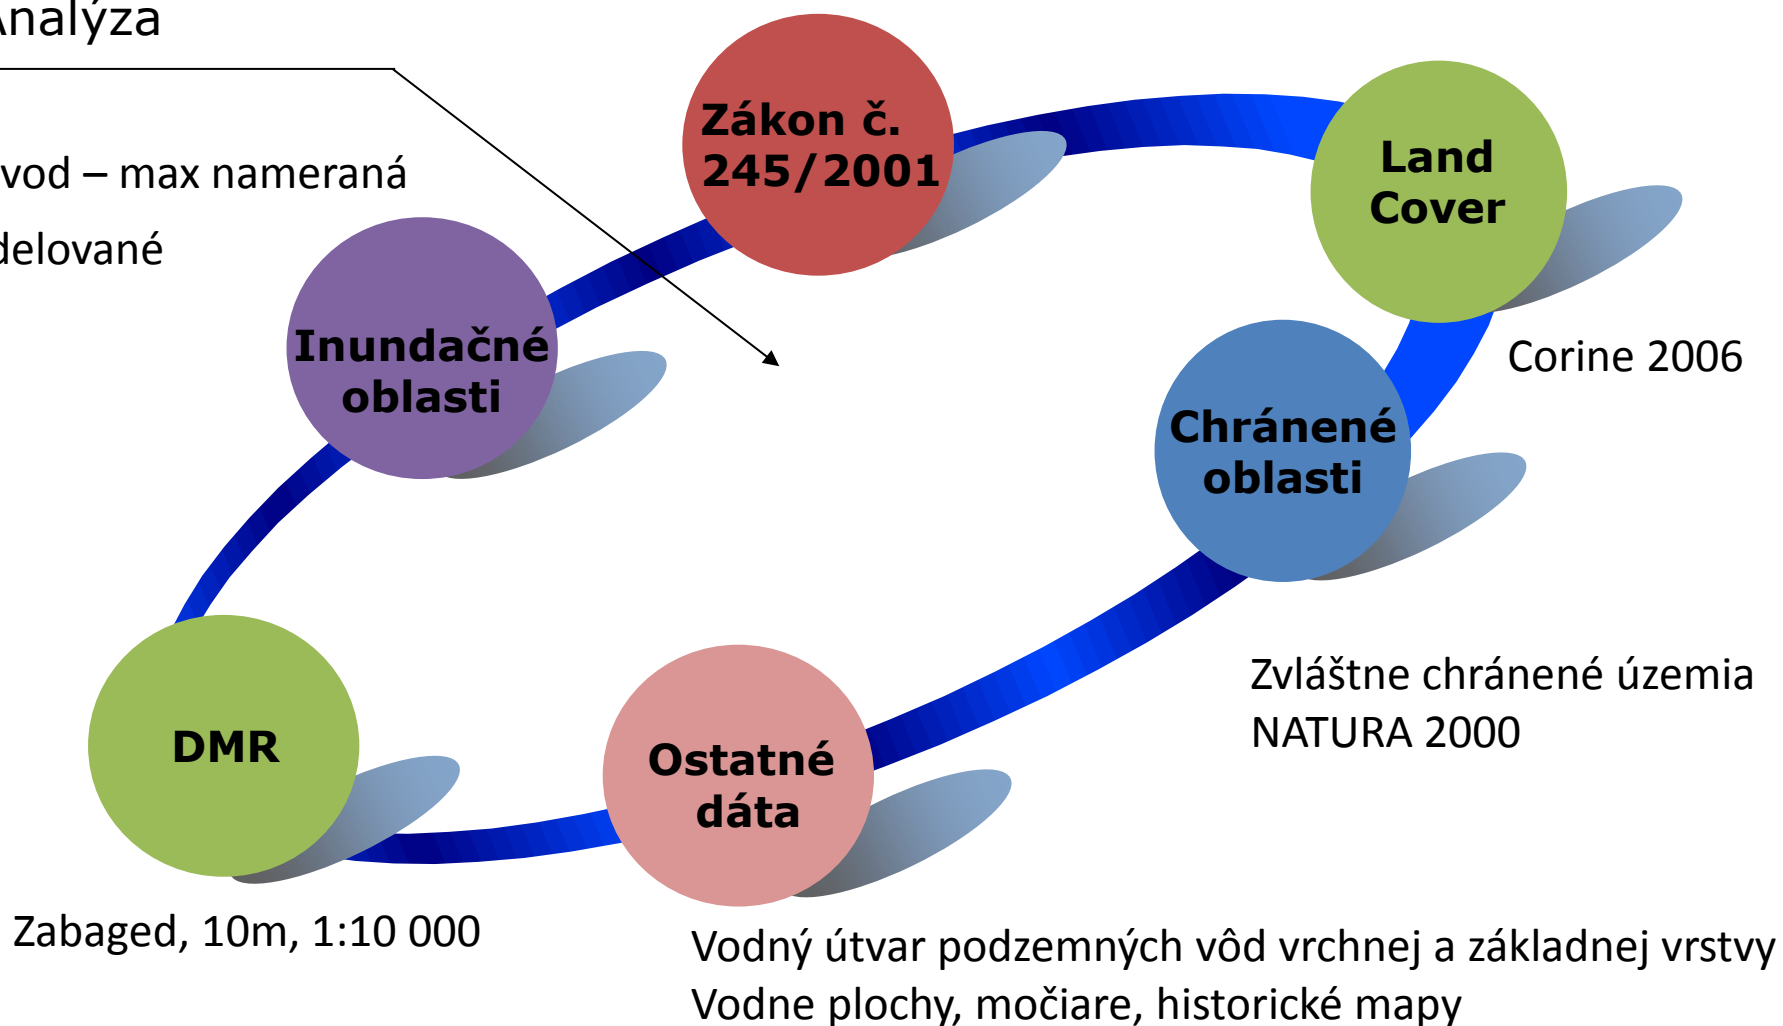 Analýza
vod – max nameraná
delované
Zákon č.
245/2001
Land
Cover
Inundačné
oblasti
Corine 2006
Chránené
oblasti
Zvláštne chránené územia
NATURA 2000
DMR
Ostatné
dáta
Zabaged, 10m, 1:10 000
Vodný útvar podzemných vôd vrchnej a základnej vrstvy
Vodne plochy, močiare, historické mapy